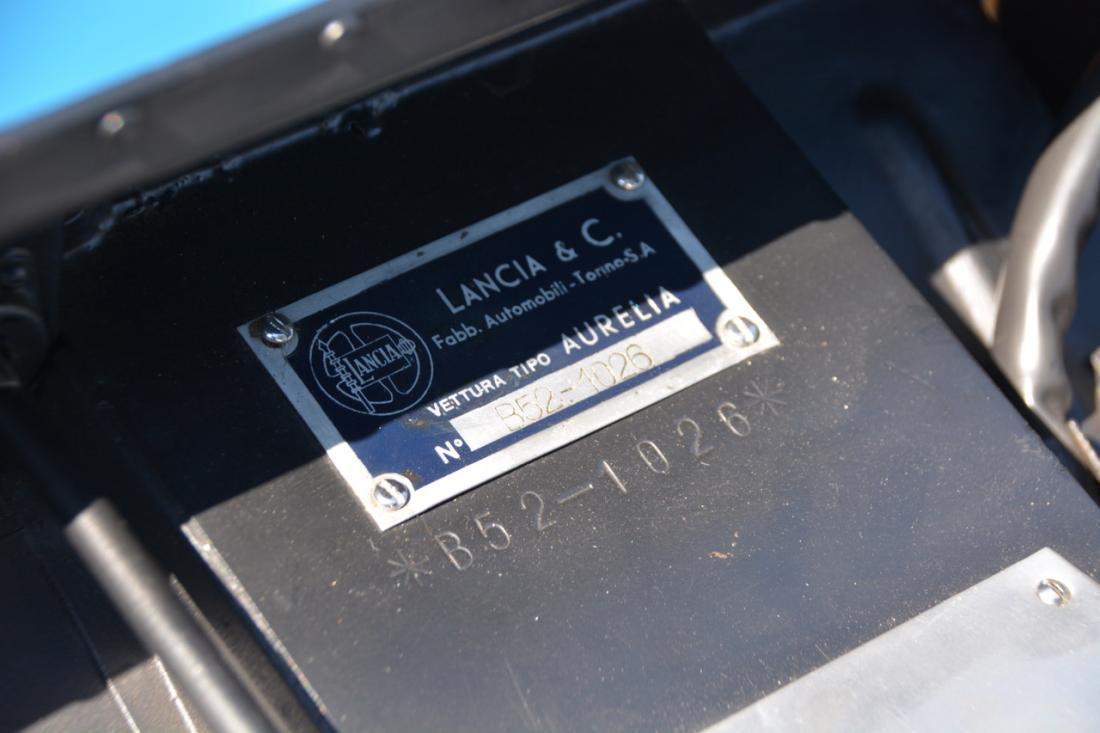 LANCIA & C.
Fabb. Automobili-Torino-S.A
LANCIA
VETTURA TIPO AURELIA
N° B52-1026
*B52-1026*